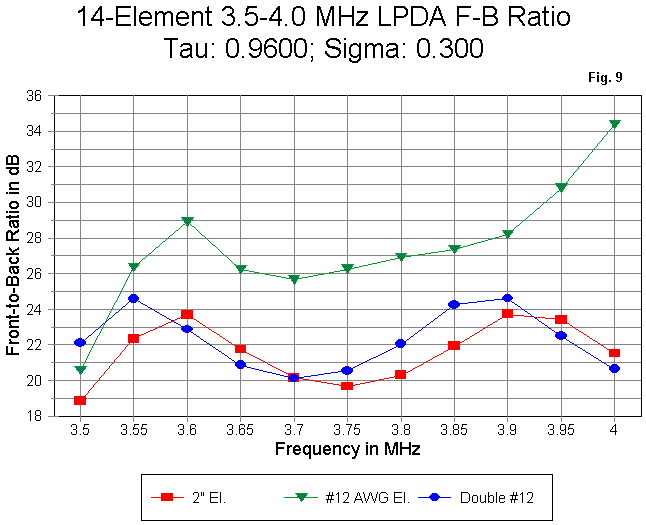 14-Element 3.5-4.0 MHz LPDA F-B Ratio
Tau: 0.9600; Sigma: 0.300
Fig. 9
Front-to-Back Ratio in dB
36
34
32
30
28
26
24
22
20
18
3.5 3.55 3.6 3.65 3.7 3.75 3.8 3.85 3.9 3.95 4
Frequency in MHz
2" El. #12 AWG El. Double #12